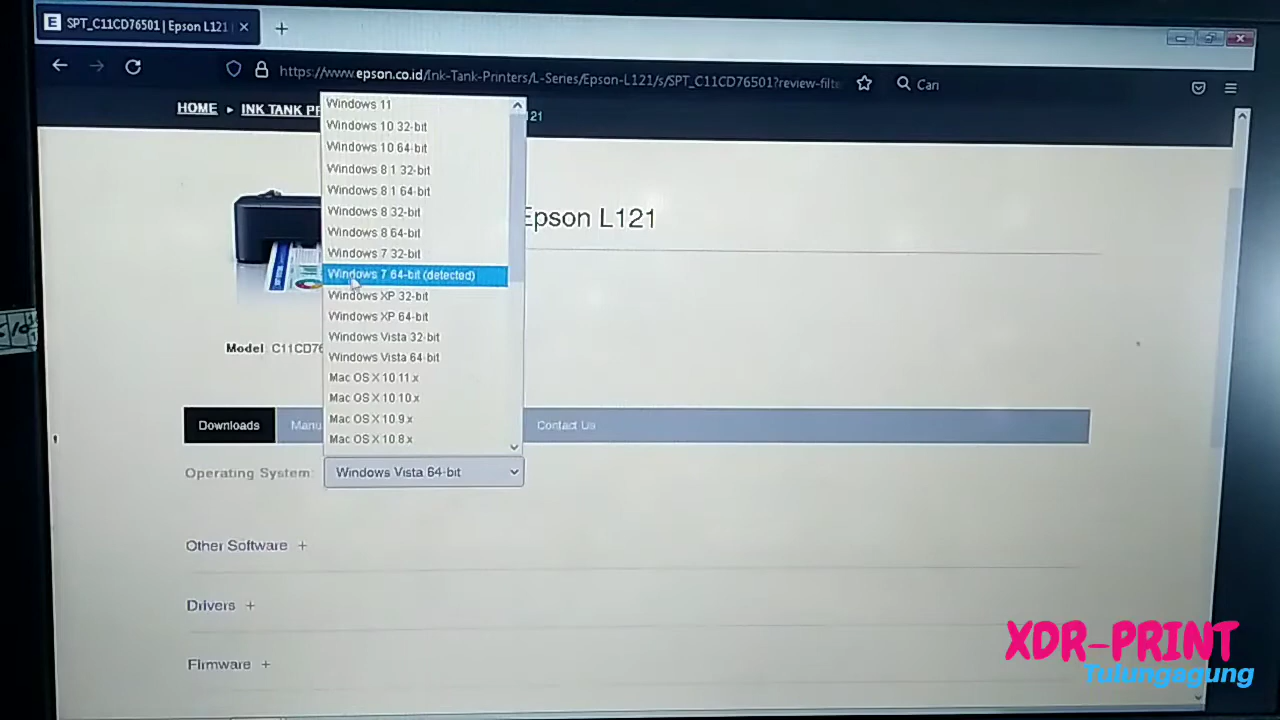 SPT_C11CD76501 | Epson L121
https://www.epson.co.id/Ink-Tank-Printers/L-Series/Epson-L121/s/SPT_C11CD76501?review-filte
Can
HOME ▸ INK TANK PR
121
Windows 11
Windows 10 32-bit
Windows 10 64-bit
Windows 8.1 32-bit
Windows 8.1 64-bit
Windows 8 32-bit
Windows 8 64-bit
Windows 7 32-bit
Windows 7 64-bit (detected)
Windows XP 32-bit
Windows XP 64-bit
Windows Vista 32-bit
Windows Vista 64-bit
Mac OS X 10.11.x
Mac OS X 10.10.x
Mac OS X 10.9.x
Mac OS X 10.8.x
Epson L121
Model: C11CD76
Downloads Manu Contact Us
Operating System: Windows Vista 64-bit
Other Software +
Drivers +
Firmware +
XDR-PRINT
Tulungagung